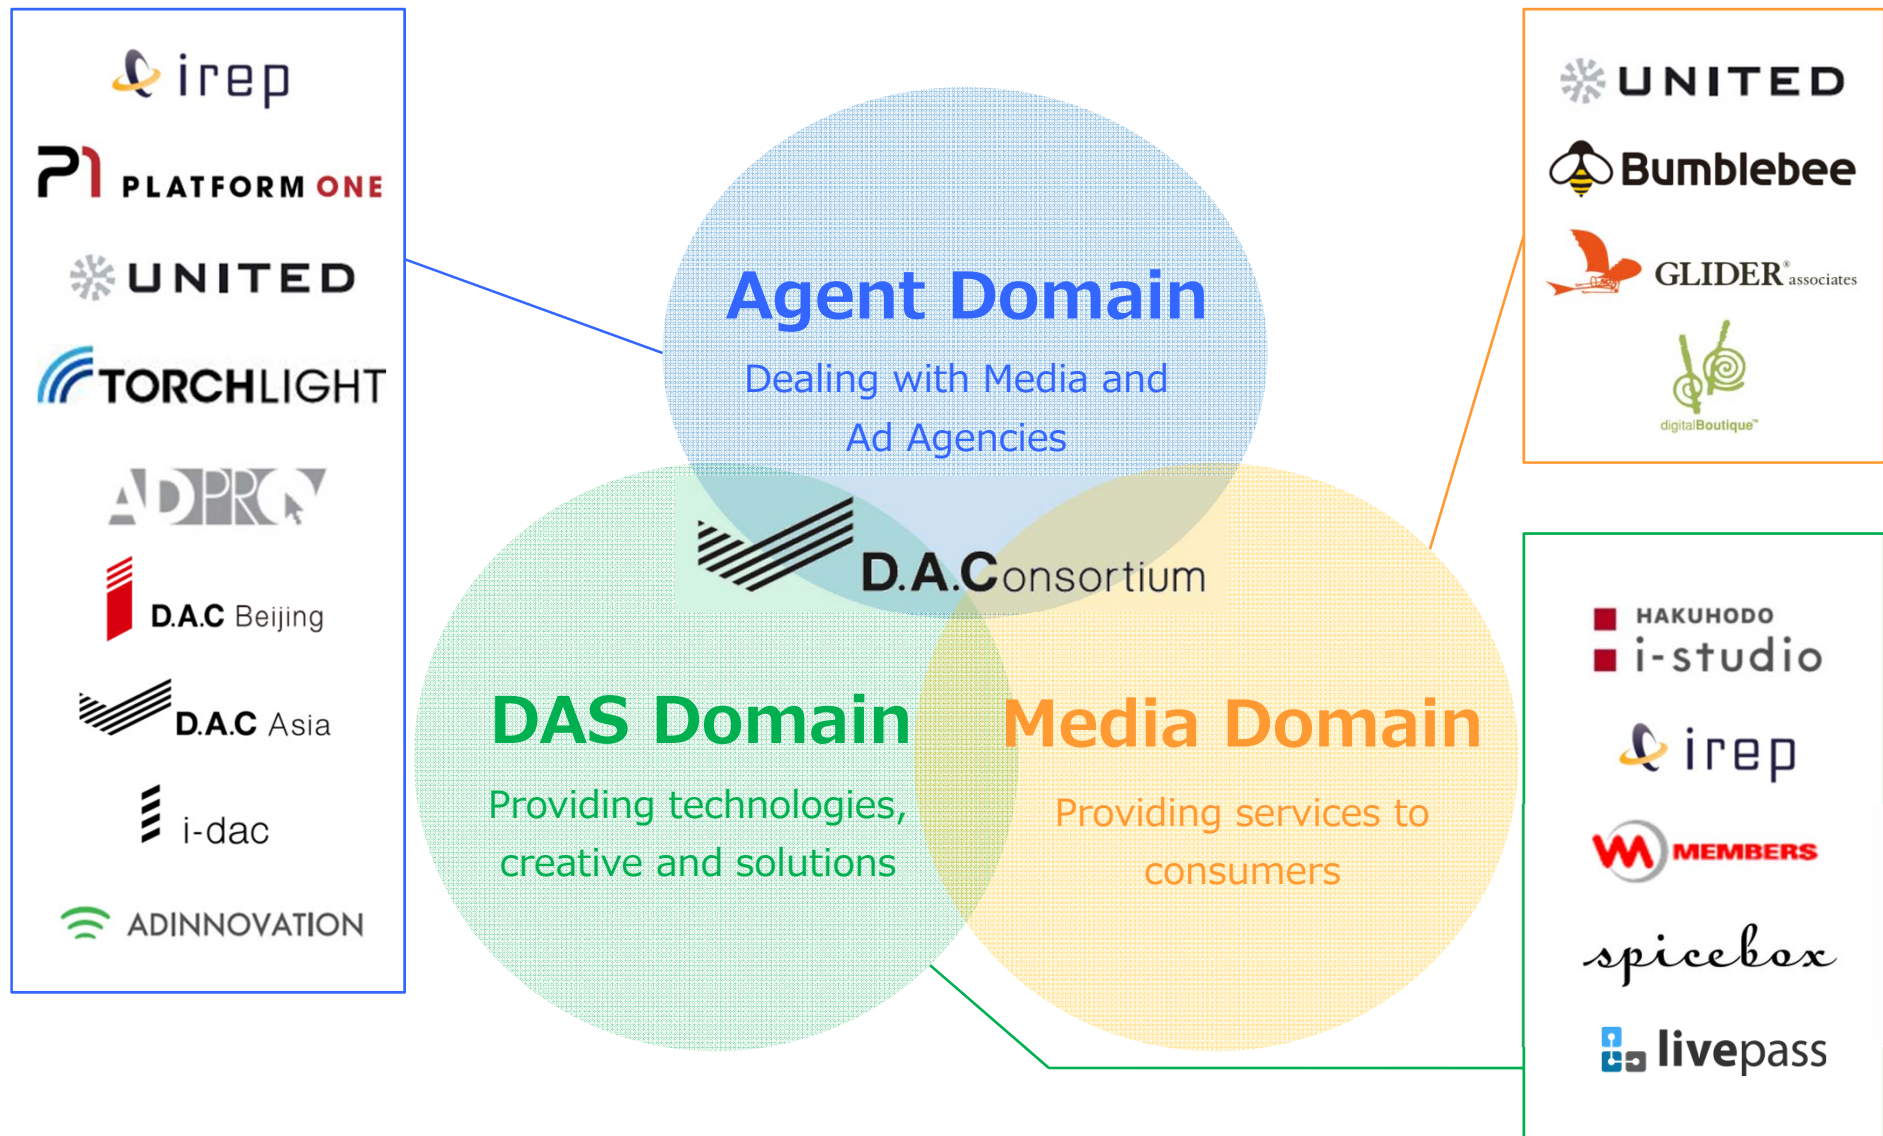 irep
P1 PLATFORM ONE
UNITED
TORCHLIGHT
ADPRO
D.A.C Beijing
D.A.C Asia
i-dac
ADINNOVATION
Agent Domain
Dealing with Media and
Ad Agencies
D.A.Consortium
DAS Domain
Providing technologies,
creative and solutions
Media Domain
Providing services to
consumers
UNITED
Bumblebee
GLIDER® associates
digitalBoutique™
HAKUHODO
i-studio
irep
MEMBERS
spicebox
livepass